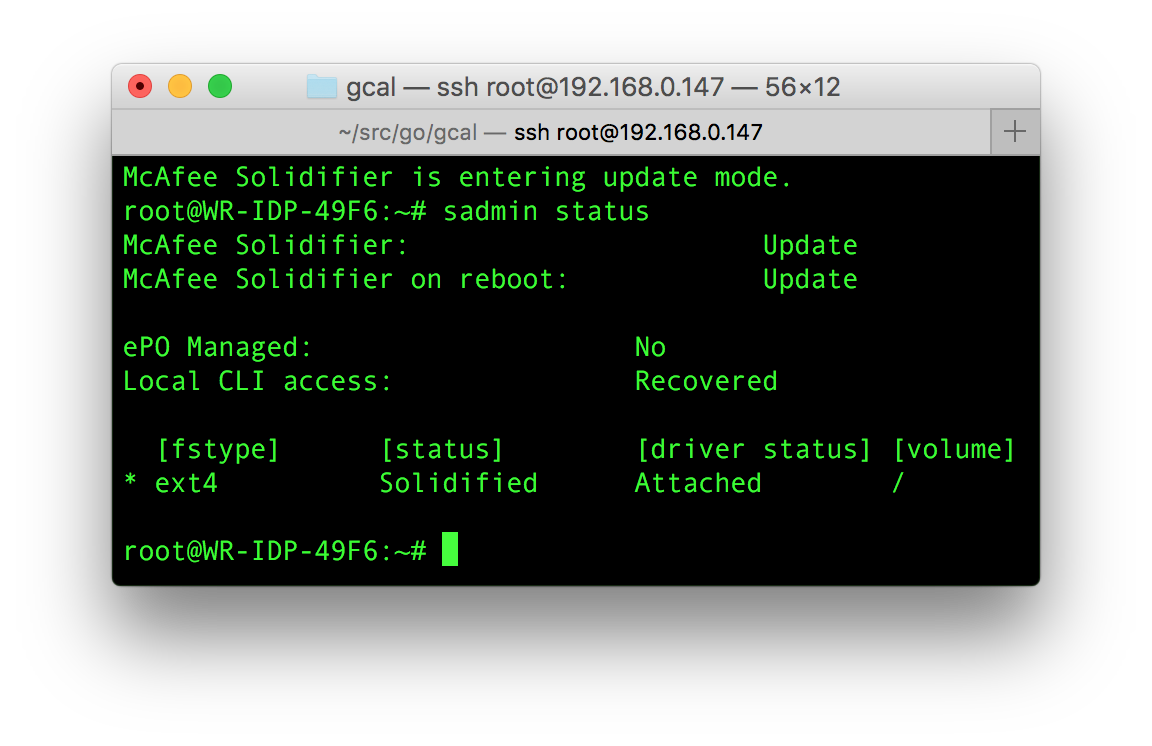 gcal — ssh root@192.168.0.147 — 56×12
~/src/go/gcal — ssh root@192.168.0.147
McAfee Solidifier is entering update mode.
root@WR-IDP-49F6:~# sadmin status
McAfee Solidifier:                      Update
McAfee Solidifier on reboot:            Update
ePO Managed:                    No
Local CLI access:               Recovered
  [fstype]      [status]        [driver status] [volume]
* ext4          Solidified      Attached        /
root@WR-IDP-49F6:~#